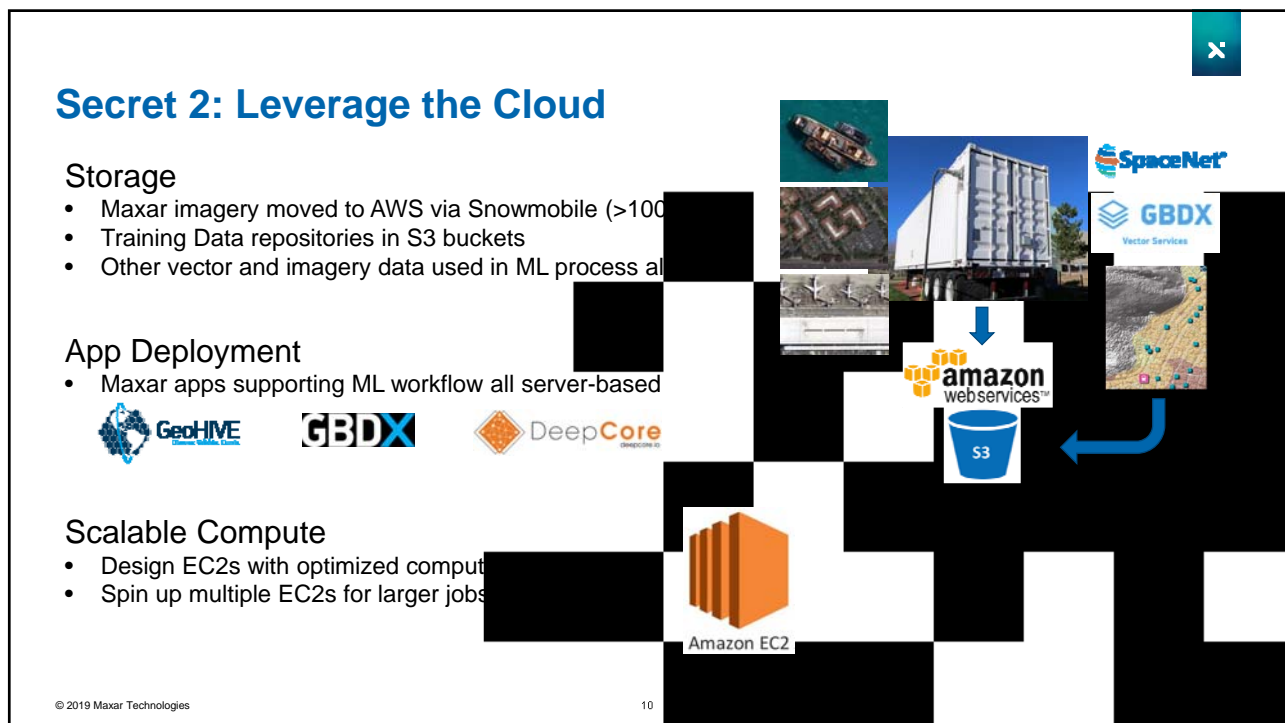 Secret 2: Leverage the Cloud
Storage
• Maxar imagery moved to AWS via Snowmobile (>100
• Training Data repositories in S3 buckets
• Other vector and imagery data used in ML process al
App Deployment
• Maxar apps supporting ML workflow all server-based
GeoHIVE
GBDX
DeepCore
deepcore.io
Scalable Compute
• Design EC2s with optimized comput
• Spin up multiple EC2s for larger jobs
SpaceNet
GBDX
Vector Services
amazon
webservices™
S3
Amazon EC2
© 2019 Maxar Technologies
10